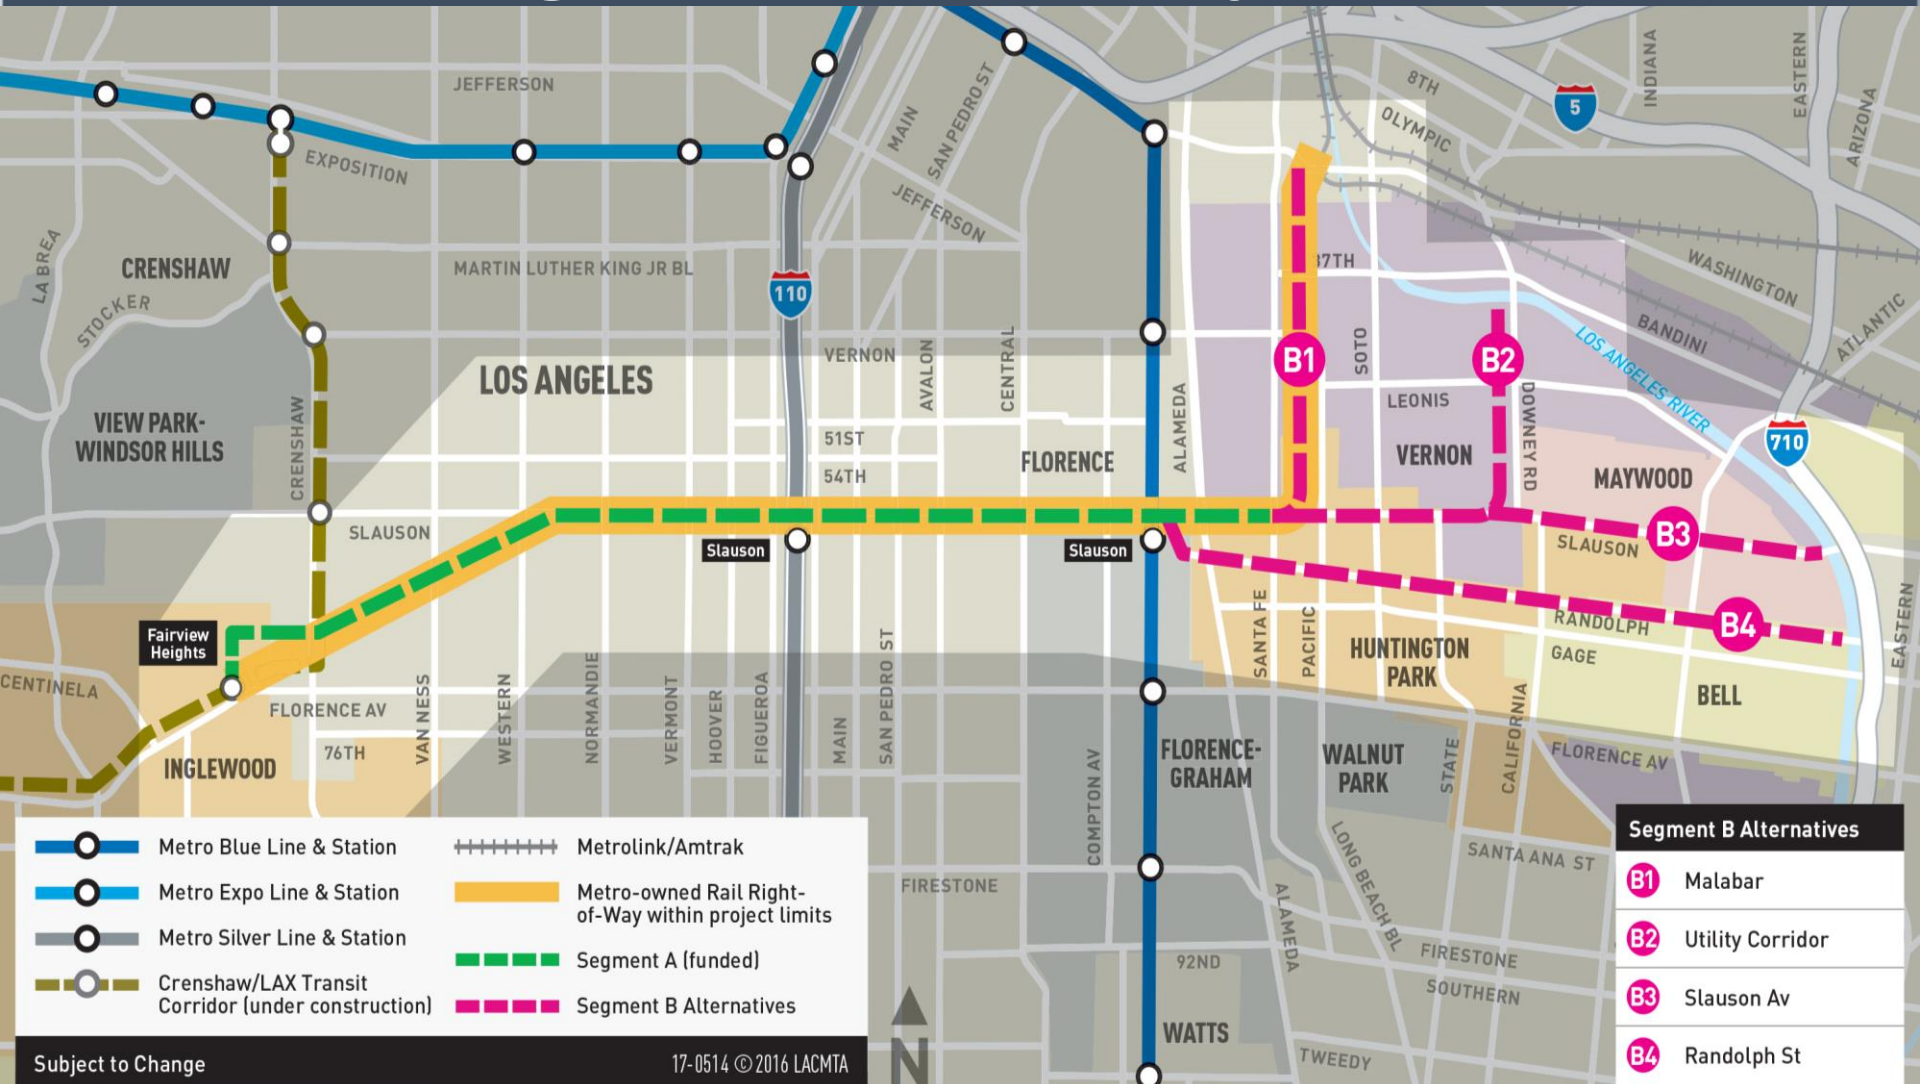 JEFFERSON
EXPOSITION
MAIN
SAN PEDRO ST
JEFFERSON
8TH
OLYMPIC
INDIANA
5
EASTERN
ARIZONA
LA BREA
CRENSHAW
STOCKER
MARTIN LUTHER KING JR BL
110
37TH
WASHINGTON
BANDINI
ATLANTIC
LOS ANGELES RIVER
LOS ANGELES
VERNON
AVALON
CENTRAL
ALAMEDA
B1
SOTO
B2
DOWNEY RD
LEONIS
VIEW PARK-
WINDSOR HILLS
CRENSHAW
51ST
54TH
FLORENCE
VERNON
MAYWOOD
710
SLAUSON
Slauson
Slauson
B3
SLAUSON
Fairview
Heights
SANTA FE
PACIFIC
RANDOLPH
B4
EASTERN
HUNTINGTON
PARK
GAGE
BELL
CENTINELA
FLORENCE AV
76TH
INGLEWOOD
VAN NESS
WESTERN
NORMANDIE
VERMONT
HOOVER
FIGUEROA
MAIN
SAN PEDRO ST
COMPTON AV
FLORENCE-
GRAHAM
WALNUT
PARK
STATE
CALIFORNIA
FLORENCE AV
FIRESTONE
ALAMEDA
LONG BEACH BL
SANTA ANA ST
FIRESTONE
SOUTHERN
92ND
WATTS
TWEEDY
N
Metro Blue Line & Station
Metro Expo Line & Station
Metro Silver Line & Station
Crenshaw/LAX Transit
Corridor (under construction)
Metrolink/Amtrak
Metro-owned Rail Right-
of-Way within project limits
Segment A (funded)
Segment B Alternatives
Subject to Change
17-0514 © 2016 LACMTA
Segment B Alternatives
B1 Malabar
B2 Utility Corridor
B3 Slauson Av
B4 Randolph St